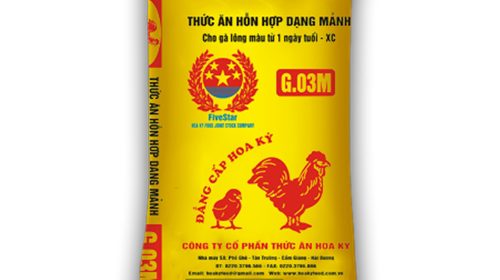 THỨC ĂN HỖN HỢP DẠNG MẢNH
Cho gà lông màu từ 1 ngày tuổi - XC
G.03M
FiveStar
HOA KY FEED JOINT STOCK COMPANY
ĐẲNG CẤP HOA KỲ
CÔNG TY CỔ PHẦN THỨC ĂN HOA KỲ
THỨC ĂN HỖN HỢP DẠNG MẢNH
G.03M